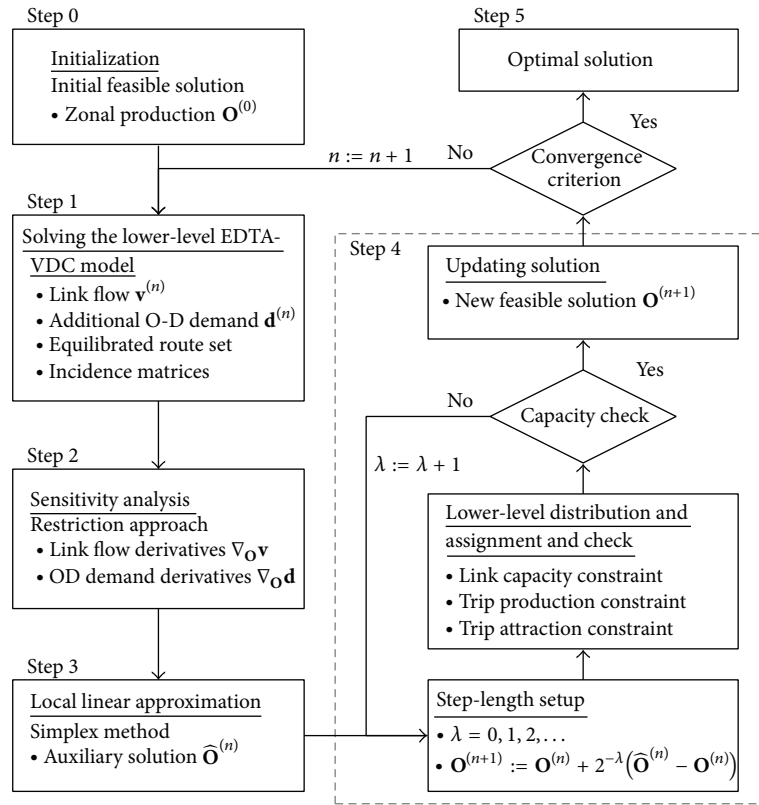 Step 0
Initialization
Initial feasible solution
• Zonal production O^(0)
Step 1
Solving the lower-level EDTA-
VDC model
• Link flow v^(n)
• Additional O-D demand d^(n)
• Equilibrated route set
• Incidence matrices
Step 2
Sensitivity analysis
Restriction approach
• Link flow derivatives ∇_O v
• OD demand derivatives ∇_O d
Step 3
Local linear approximation
Simplex method
• Auxiliary solution Ô^(n)
Step 5
Optimal solution
Yes
No
n := n + 1
Convergence
criterion
Step 4
Updating solution
• New feasible solution O^(n+1)
Yes
No
Capacity check
λ := λ + 1
Lower-level distribution and
assignment and check
• Link capacity constraint
• Trip production constraint
• Trip attraction constraint
Step-length setup
• λ = 0, 1, 2, . . .
• O^(n+1) := O^(n) + 2^−λ(Ô^(n) − O^(n))